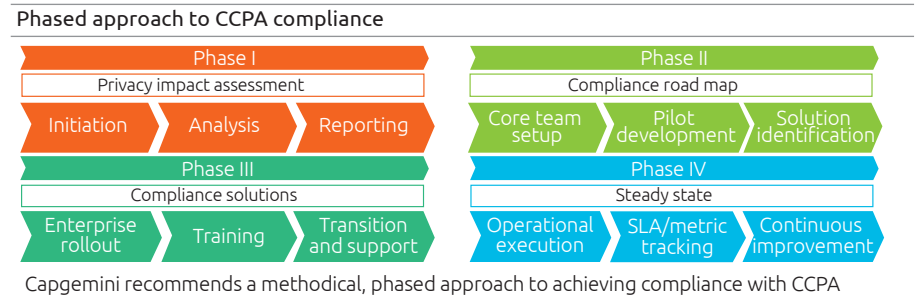 Phased approach to CCPA compliance
Phase I
Privacy impact assessment
Initiation
Analysis
Reporting
Phase II
Compliance road map
Core team
setup
Pilot
development
Solution
identification
Phase III
Compliance solutions
Enterprise
rollout
Training
Transition
and support
Phase IV
Steady state
Operational
execution
SLA/metric
tracking
Continuous
improvement
Capgemini recommends a methodical, phased approach to achieving compliance with CCPA